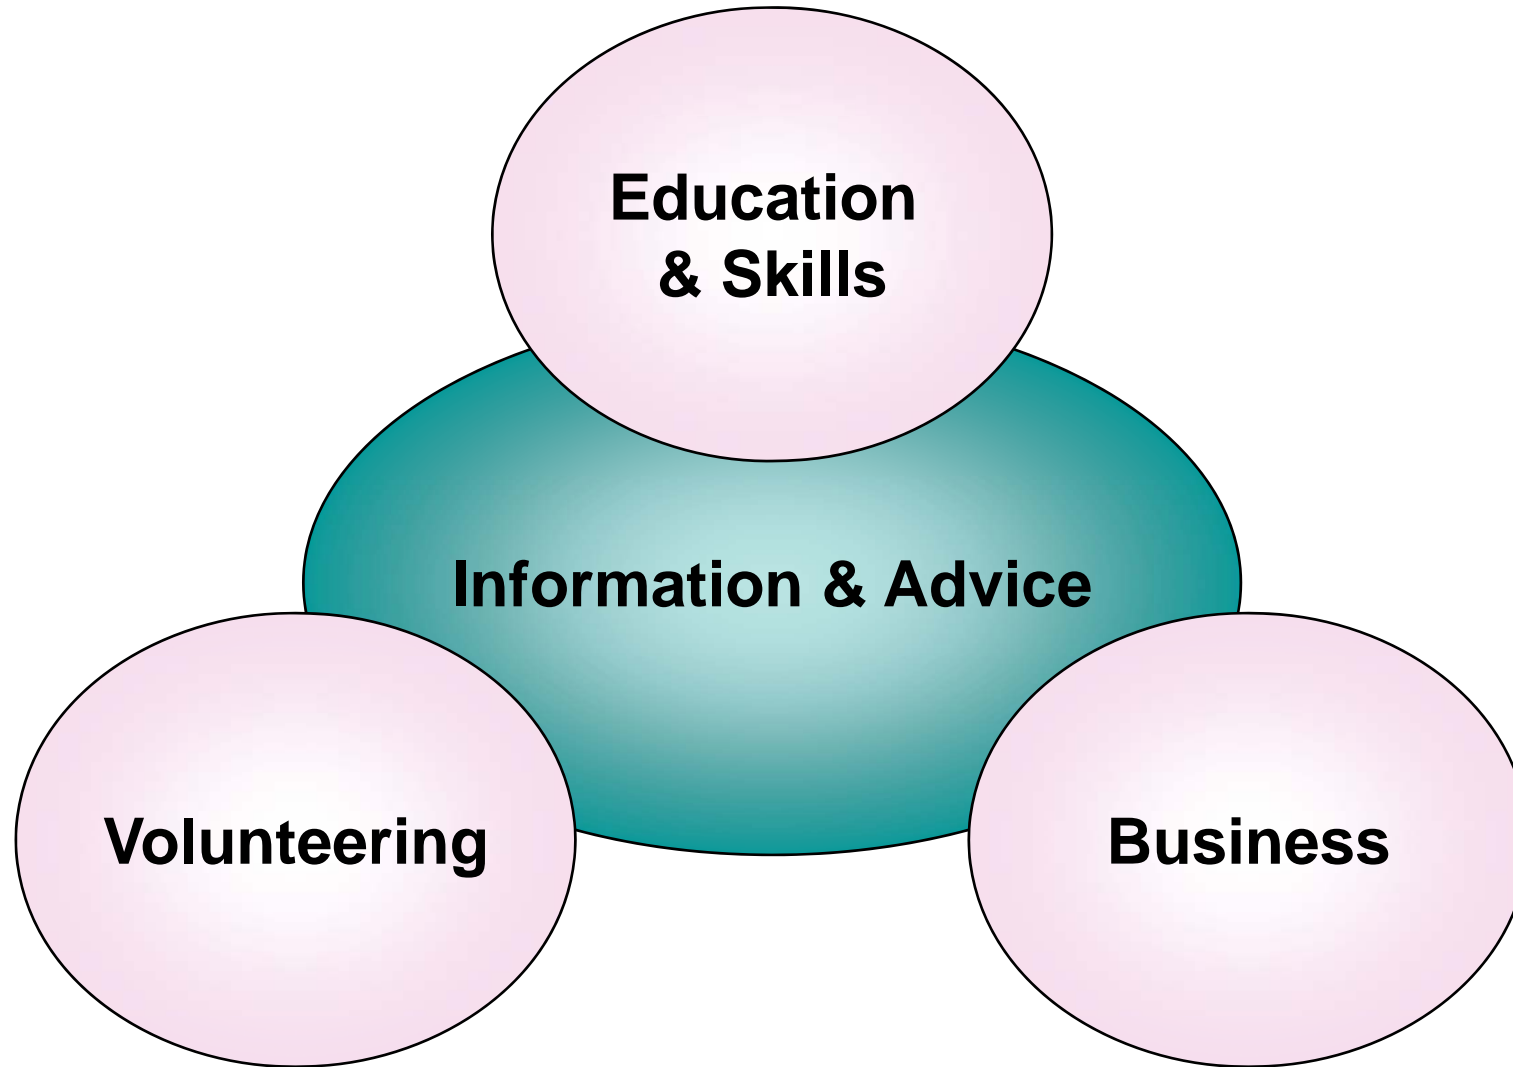 Education
& Skills
Information & Advice
Volunteering
Business